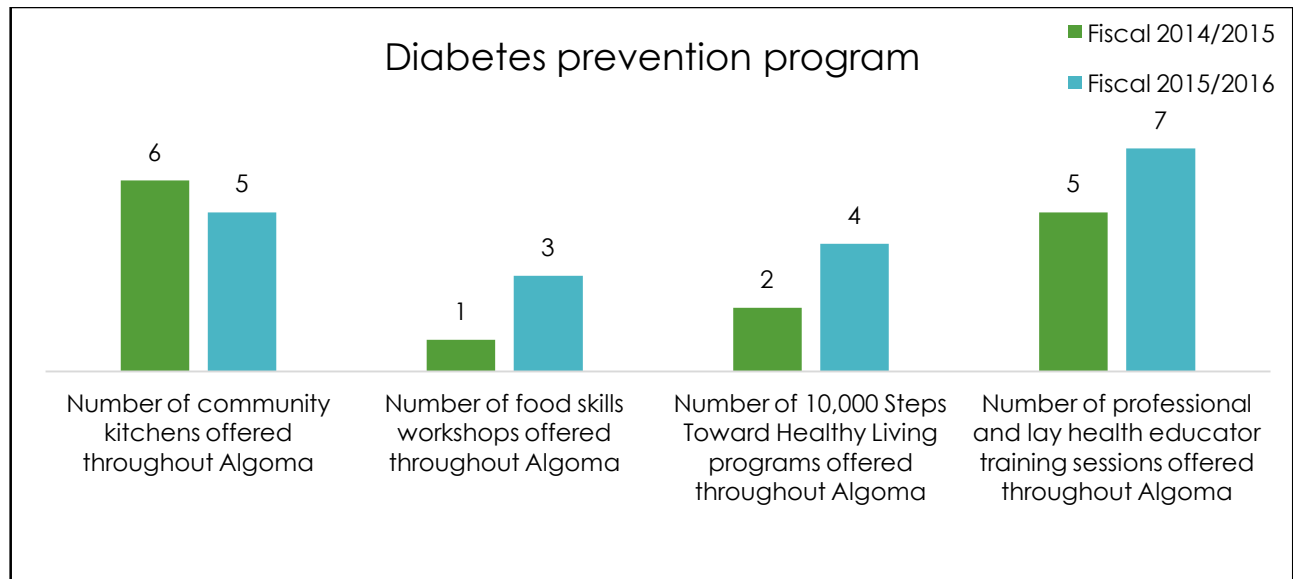 Diabetes prevention program
Fiscal 2014/2015
Fiscal 2015/2016
6
5
1
3
2
4
5
7
Number of community
kitchens offered
throughout Algoma
Number of food skills
workshops offered
throughout Algoma
Number of 10,000 Steps
Toward Healthy Living
programs offered
throughout Algoma
Number of professional
and lay health educator
training sessions offered
throughout Algoma